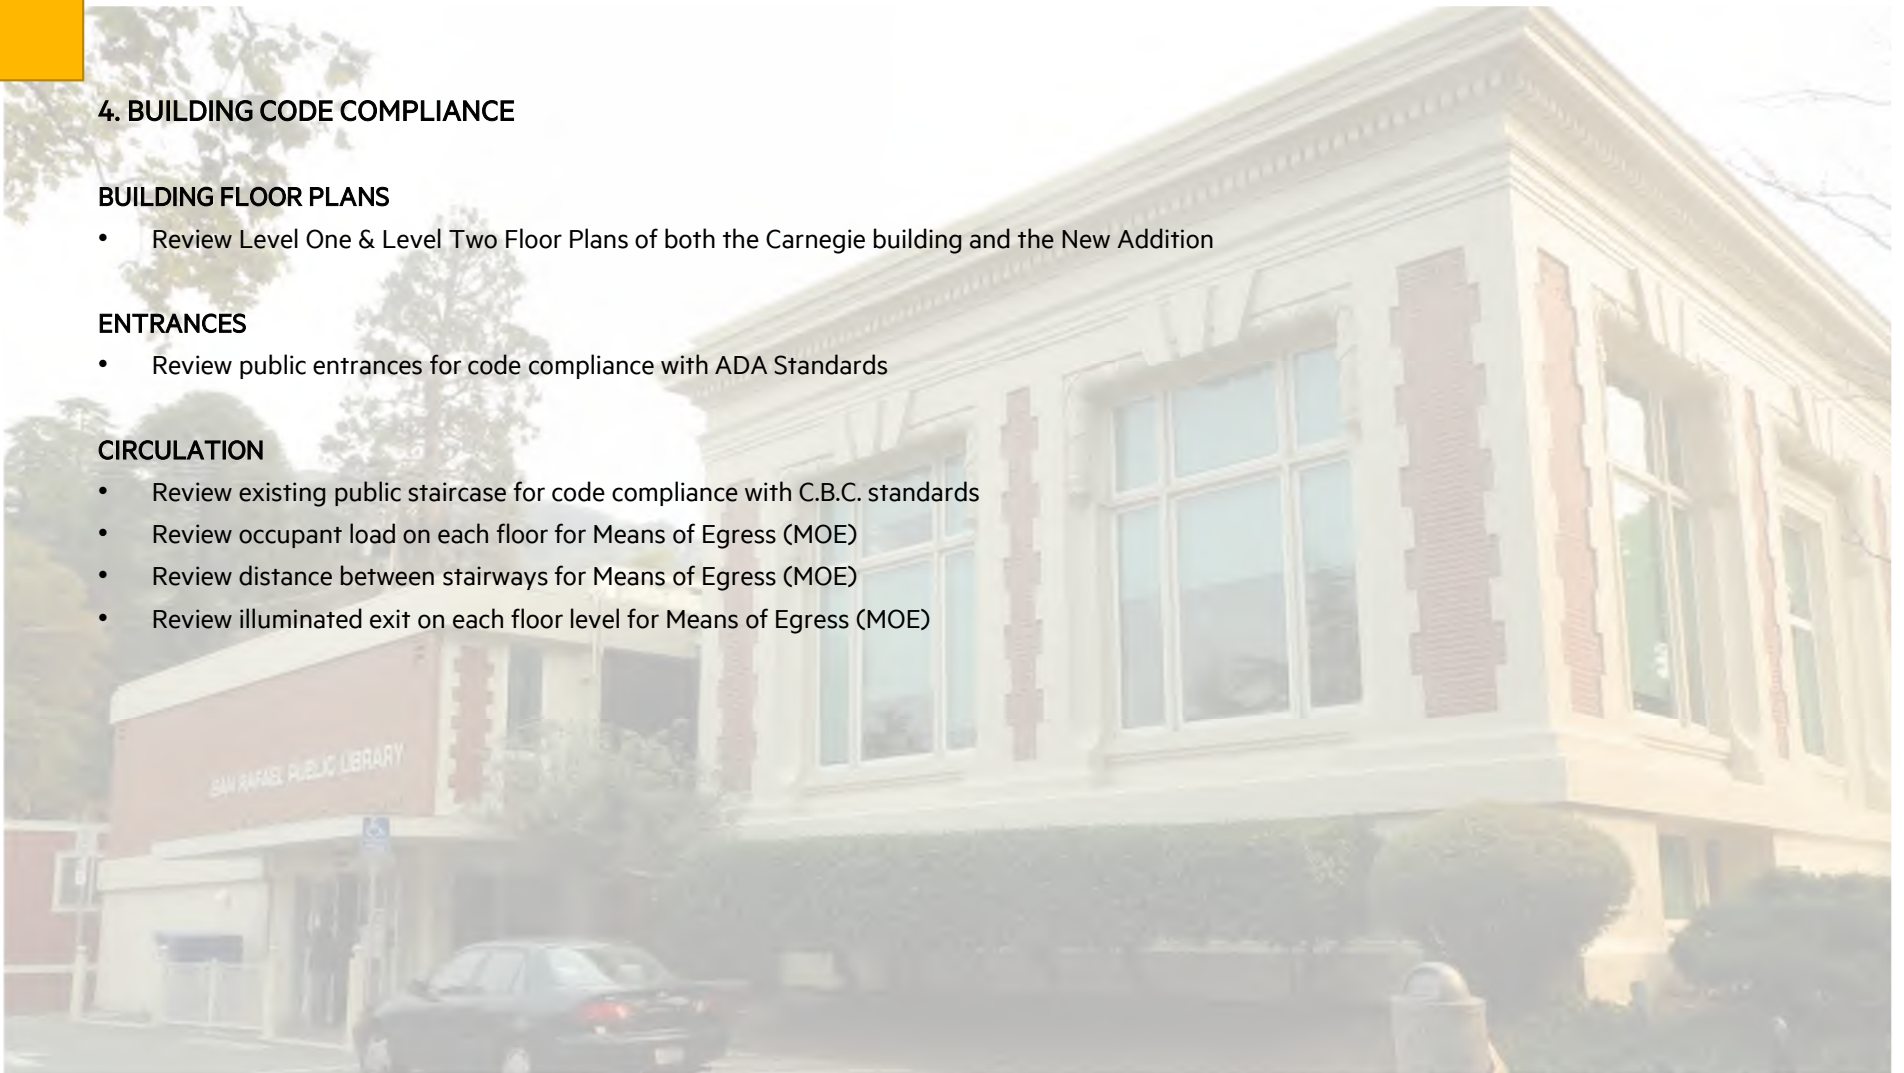 4. BUILDING CODE COMPLIANCE
BUILDING FLOOR PLANS
• Review Level One & Level Two Floor Plans of both the Carnegie building and the New Addition
ENTRANCES
• Review public entrances for code compliance with ADA Standards
CIRCULATION
• Review existing public staircase for code compliance with C.B.C. standards
• Review occupant load on each floor for Means of Egress (MOE)
• Review distance between stairways for Means of Egress (MOE)
• Review illuminated exit on each floor level for Means of Egress (MOE)
SAN RAFAEL PUBLIC LIBRARY